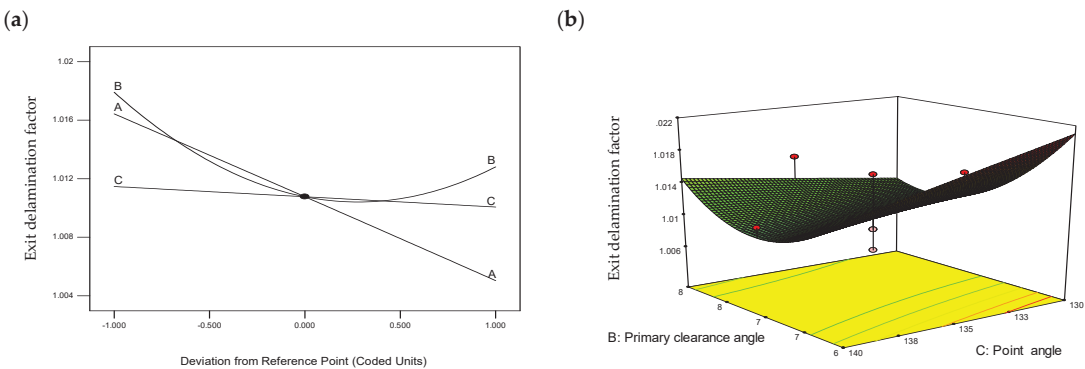 (a)
Exit delamination factor
1.02
1.016
1.012
1.008
1.004
B
A
C
B
C
A
-1.000
-0.500
0.000
0.500
1.000
Deviation from Reference Point (Coded Units)
(b)
Exit delamination factor
.022
1.018
1.014
1.01
1.006
8
8
7
7
6
140
138
135
133
130
B: Primary clearance angle
C: Point angle